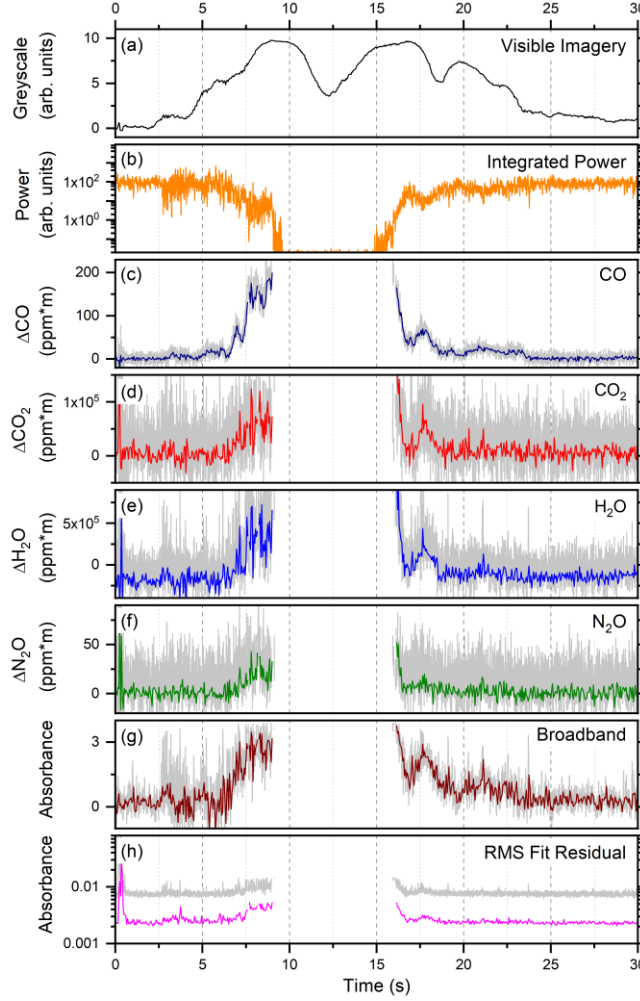 0 5 10 15 20 25 30
(a) Visible Imagery
10
5
0
Greyscale
(arb. units)
(b) Integrated Power
1x10²
1x10⁰
Power
(arb. units)
(c) CO
200
100
0
ΔCO
(ppm*m)
(d) CO₂
1x10⁵
0
ΔCO₂
(ppm*m)
(e) H₂O
5x10⁵
0
ΔH₂O
(ppm*m)
(f) N₂O
50
0
ΔN₂O
(ppm*m)
(g) Broadband
3
0
Absorbance
(h) RMS Fit Residual
0.01
0.001
Absorbance
0 5 10 15 20 25 30
Time (s)